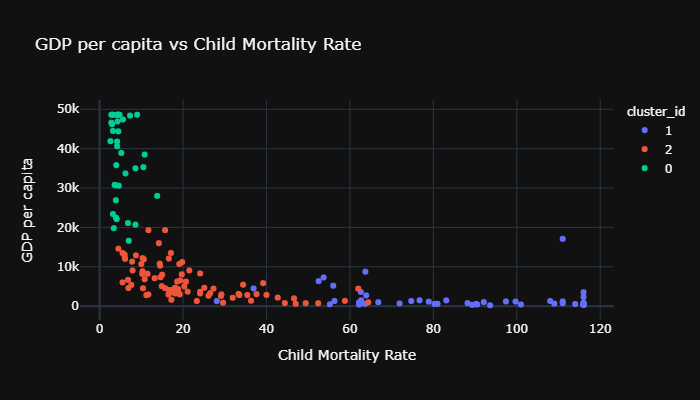 GDP per capita vs Child Mortality Rate
cluster_id
1
2
0
50k
40k
30k
20k
10k
0
GDP per capita
0
20
40
60
80
100
120
Child Mortality Rate